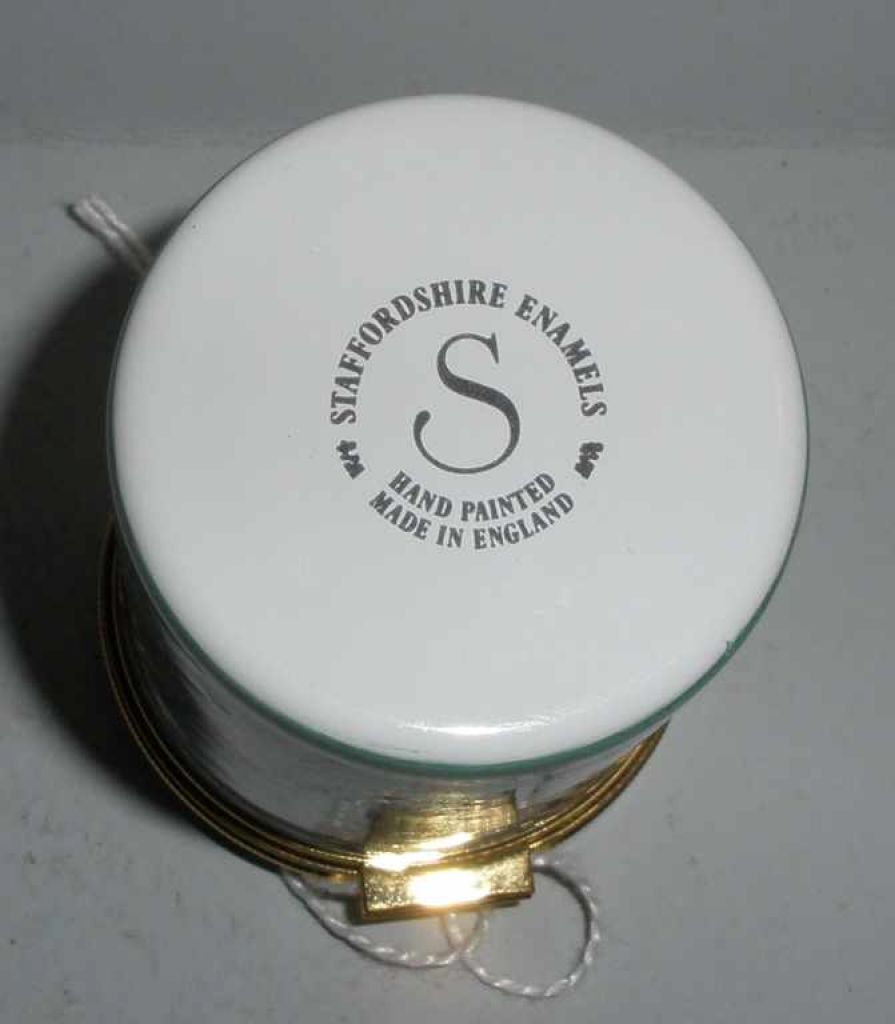 STAFFORDSHIRE ENAMELS
S
HAND PAINTED
MADE IN ENGLAND